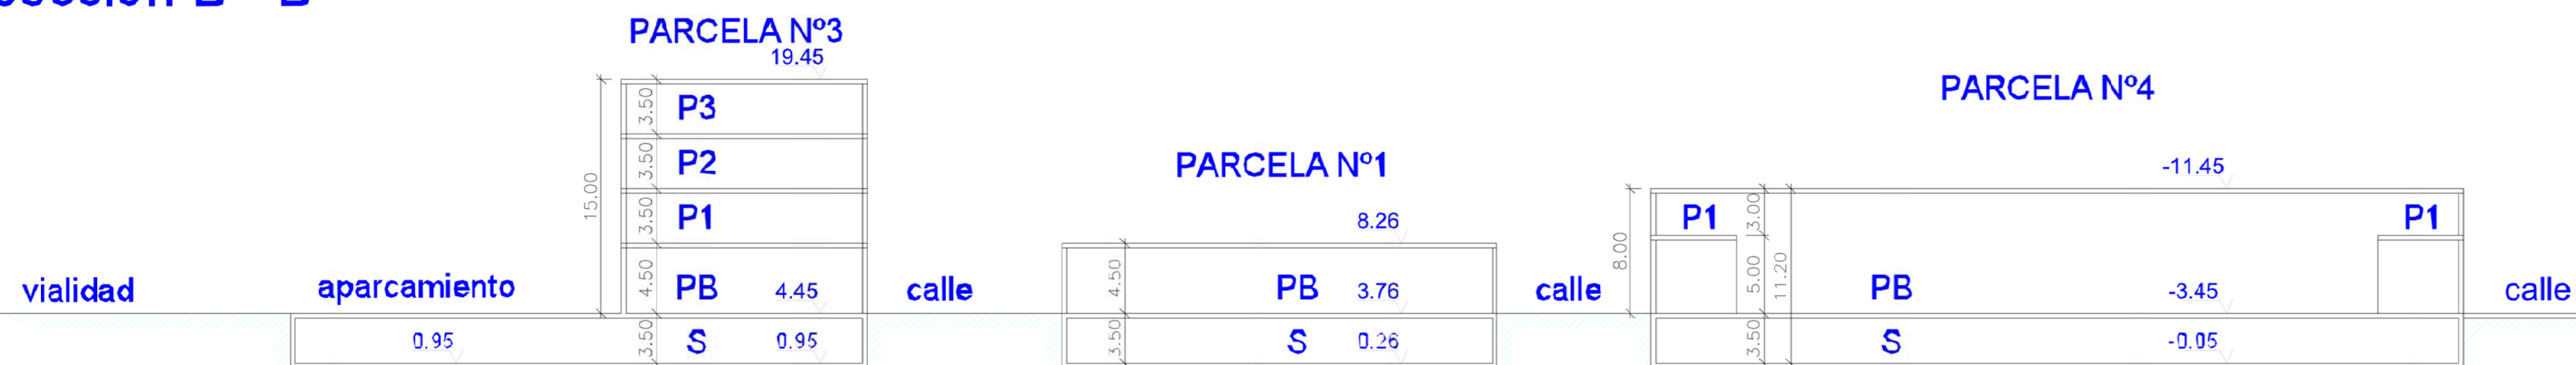 PARCELA Nº3
19.45
PARCELA Nº4
3.50 P3
PARCELA Nº1
3.50 P2
-11.45
15.00
3.50 P1
8.26
P1 3.00 P1
8.00
vialidad aparcamiento 4.50 PB 4.45 calle 4.50 PB 3.76 calle 5.00 11.20 PB -3.45 calle
0.95 3.50 S 0.95 3.50 S 0.26 3.50 S -0.05